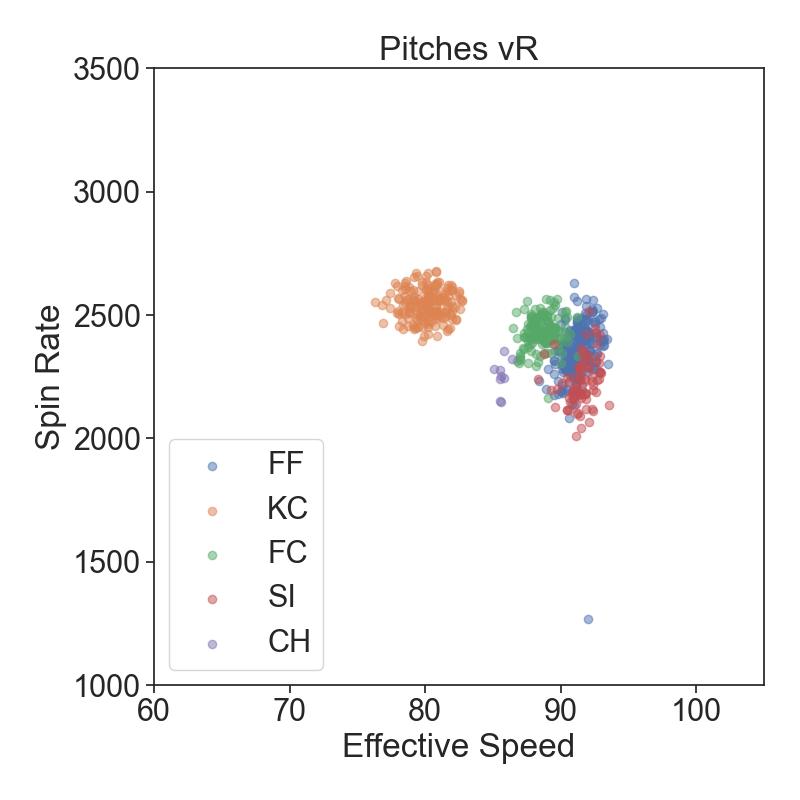 Pitches vR
3500
3000
2500
2000
1500
1000
Spin Rate
FF
KC
FC
SI
CH
60 70 80 90 100
Effective Speed